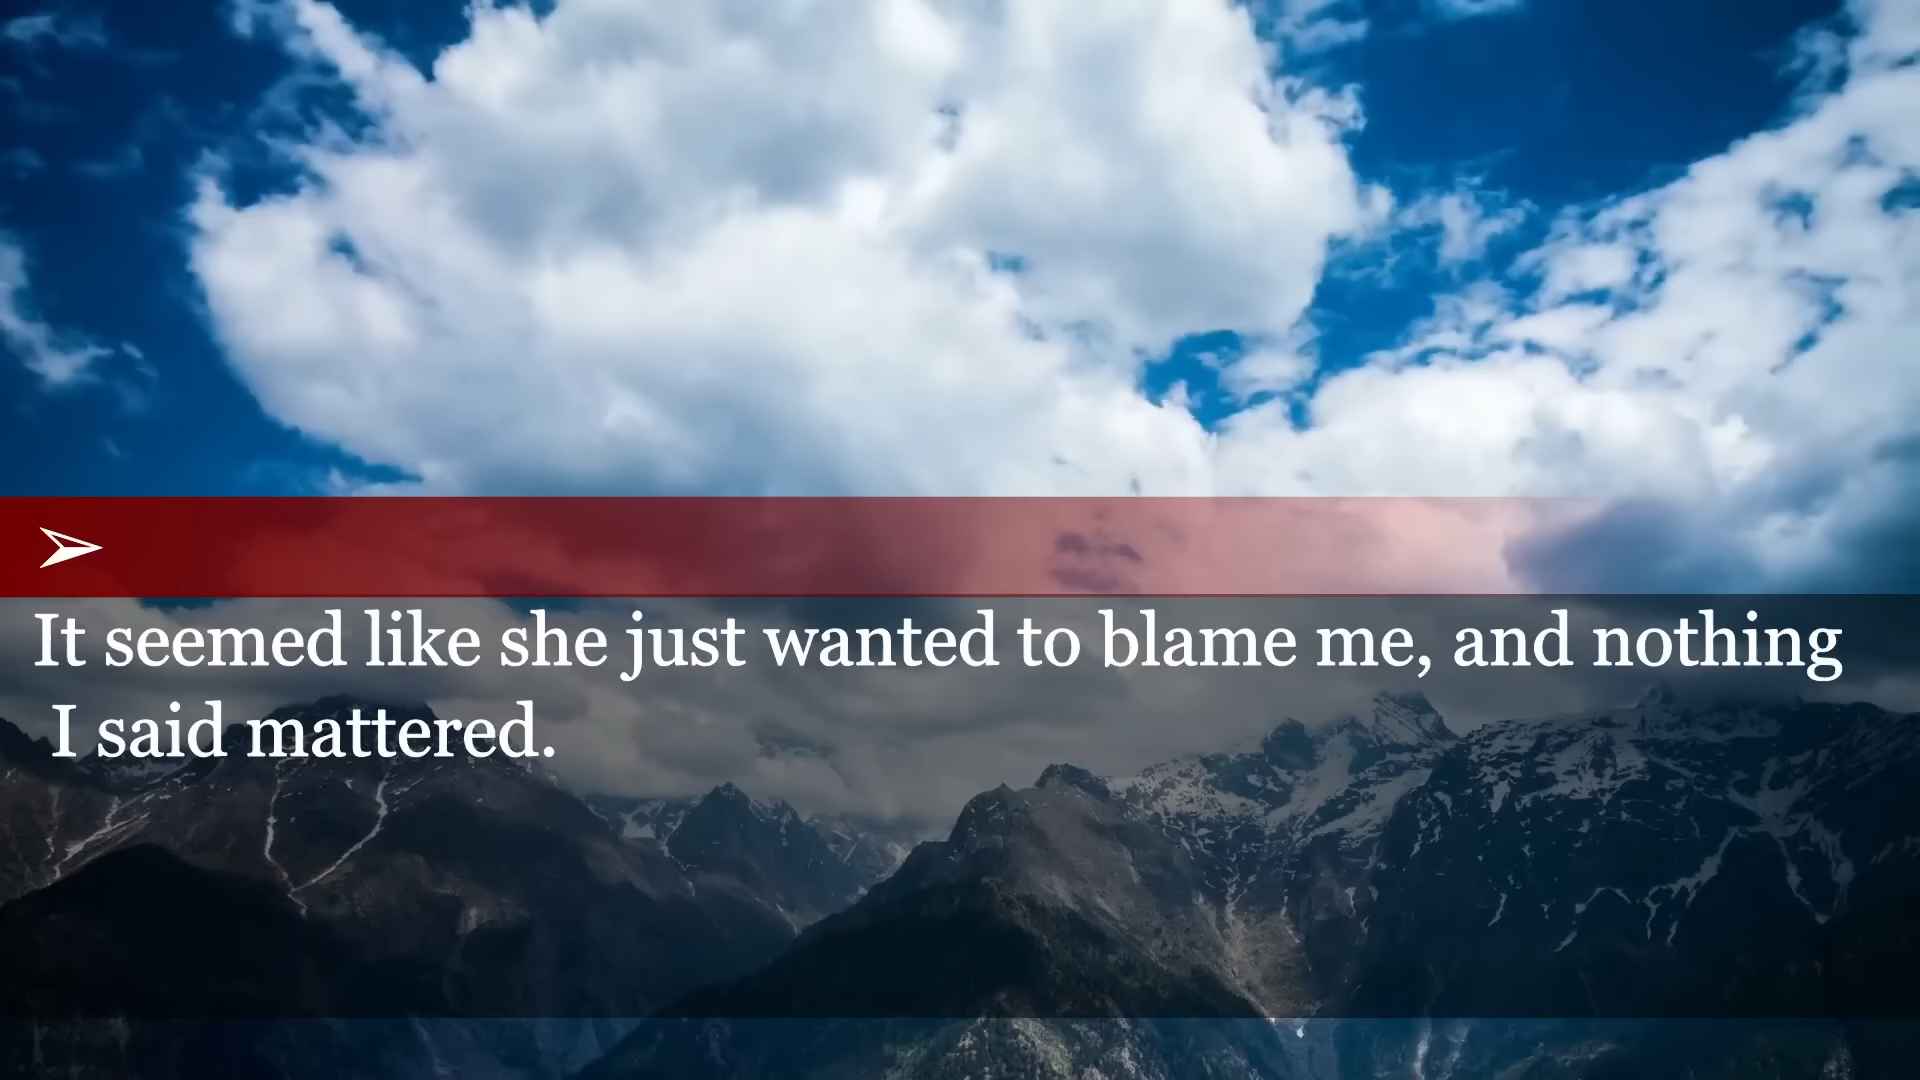 It seemed like she just wanted to blame me, and nothing
I said mattered.